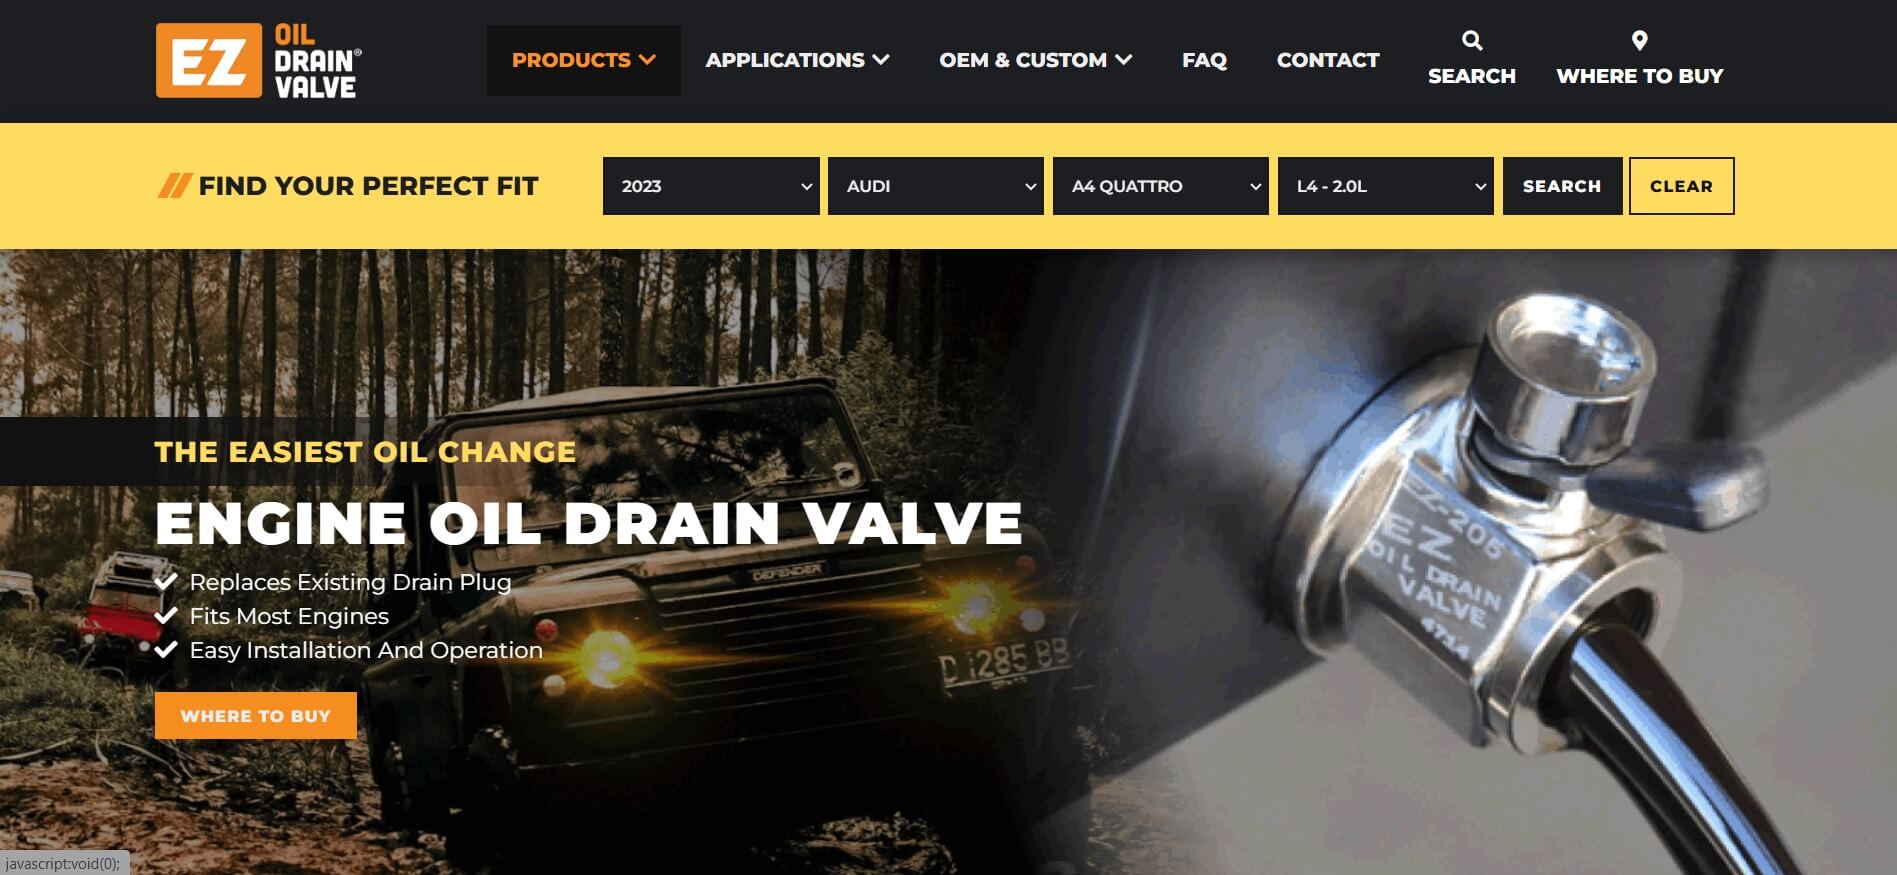 EZ OIL
DRAIN®
VALVE
PRODUCTS
APPLICATIONS
OEM & CUSTOM
FAQ
CONTACT
SEARCH
WHERE TO BUY
FIND YOUR PERFECT FIT
2023
AUDI
A4 QUATTRO
L4 - 2.0L
SEARCH
CLEAR
THE EASIEST OIL CHANGE
ENGINE OIL DRAIN VALVE
Replaces Existing Drain Plug
Fits Most Engines
Easy Installation And Operation
WHERE TO BUY
DEFENDER
EZ-205
EZ
OIL DRAIN
VALVE
javascript:void(0);